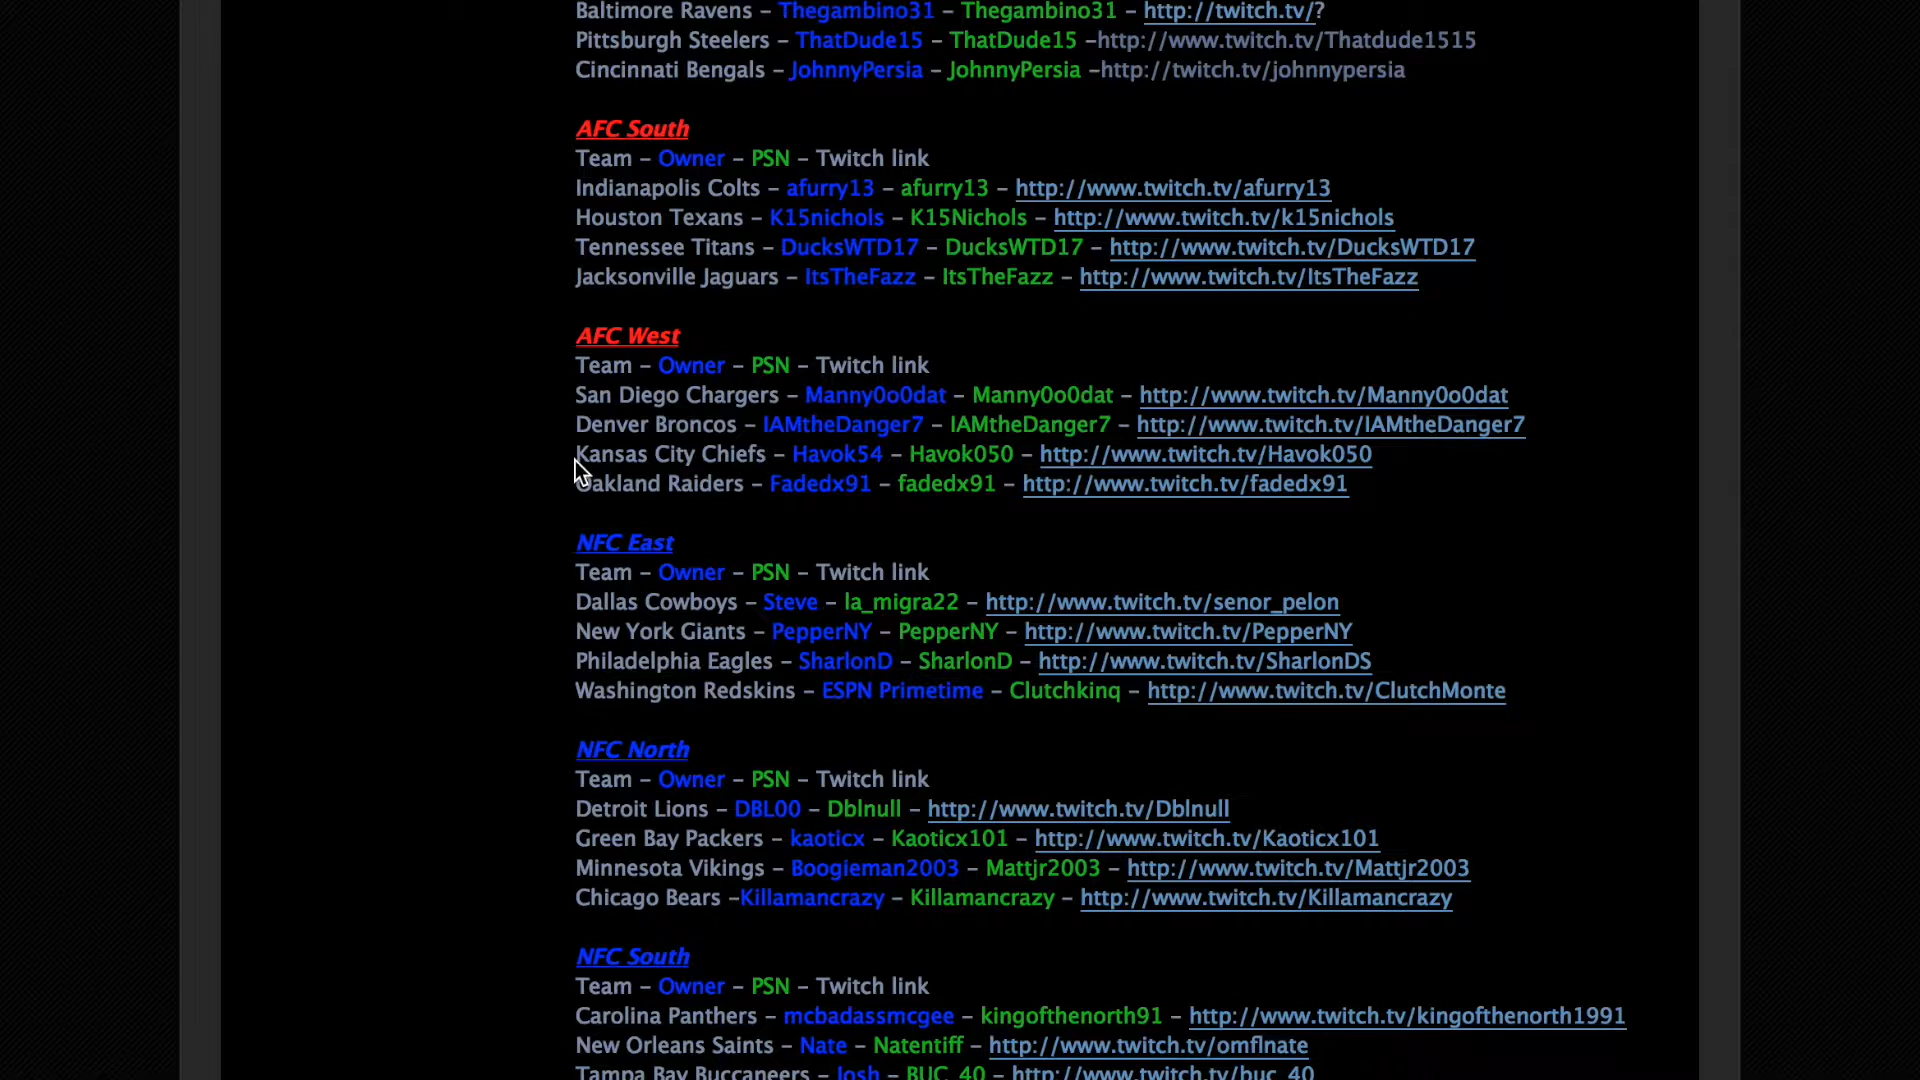 Baltimore Ravens – Thegambino31 – Thegambino31 – http://twitch.tv/?
Pittsburgh Steelers – ThatDude15 – ThatDude15 –http://www.twitch.tv/Thatdude1515
Cincinnati Bengals – JohnnyPersia – JohnnyPersia –http://twitch.tv/johnnypersia
AFC South
Team – Owner – PSN – Twitch link
Indianapolis Colts – afurry13 – afurry13 – http://www.twitch.tv/afurry13
Houston Texans – K15nichols – K15Nichols – http://www.twitch.tv/k15nichols
Tennessee Titans – DucksWTD17 – DucksWTD17 – http://www.twitch.tv/DucksWTD17
Jacksonville Jaguars – ItsTheFazz – ItsTheFazz – http://www.twitch.tv/ItsTheFazz
AFC West
Team – Owner – PSN – Twitch link
San Diego Chargers – Manny0o0dat – Manny0o0dat – http://www.twitch.tv/Manny0o0dat
Denver Broncos – IAMtheDanger7 – IAMtheDanger7 – http://www.twitch.tv/IAMtheDanger7
Kansas City Chiefs – Havok54 – Havok050 – http://www.twitch.tv/Havok050
Oakland Raiders – Fadedx91 – fadedx91 – http://www.twitch.tv/fadedx91
NFC East
Team – Owner – PSN – Twitch link
Dallas Cowboys – Steve – la_migra22 – http://www.twitch.tv/senor_pelon
New York Giants – PepperNY – PepperNY – http://www.twitch.tv/PepperNY
Philadelphia Eagles – SharlonD – SharlonD – http://www.twitch.tv/SharlonDS
Washington Redskins – ESPN Primetime – Clutchkinq – http://www.twitch.tv/ClutchMonte
NFC North
Team – Owner – PSN – Twitch link
Detroit Lions – DBL00 – Dblnull – http://www.twitch.tv/Dblnull
Green Bay Packers – kaoticx – Kaoticx101 – http://www.twitch.tv/Kaoticx101
Minnesota Vikings – Boogieman2003 – Mattjr2003 – http://www.twitch.tv/Mattjr2003
Chicago Bears –Killamancrazy – Killamancrazy – http://www.twitch.tv/Killamancrazy
NFC South
Team – Owner – PSN – Twitch link
Carolina Panthers – mcbadassmcgee – kingofthenorth91 – http://www.twitch.tv/kingofthenorth1991
New Orleans Saints – Nate – Natentiff – http://www.twitch.tv/omflnate
Tampa Bay Buccaneers – Josh – BUC_40 – http://www.twitch.tv/buc_40